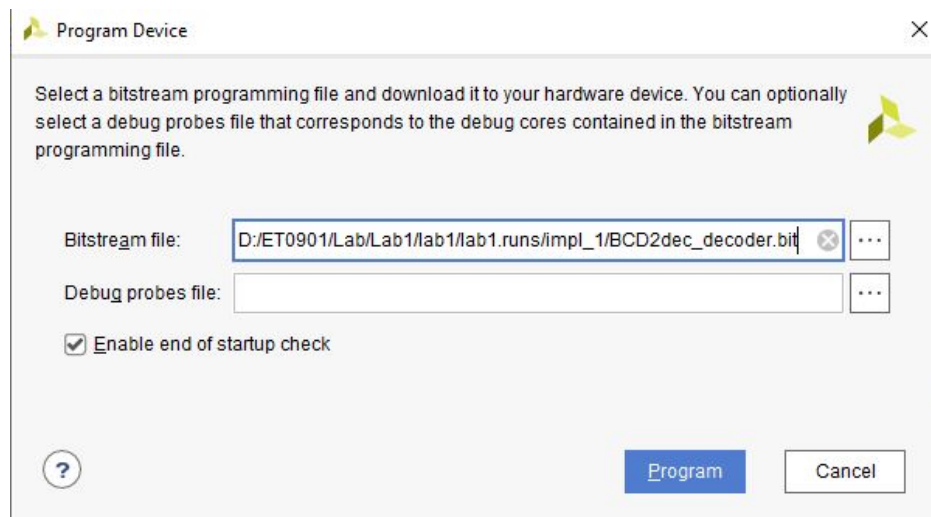 Program Device
Select a bitstream programming file and download it to your hardware device. You can optionally
select a debug probes file that corresponds to the debug cores contained in the bitstream
programming file.
Bitstream file: D:/ET0901/Lab/Lab1/lab1/lab1.runs/impl_1/BCD2dec_decoder.bit ...
Debug probes file: ...
Enable end of startup check
? Program Cancel